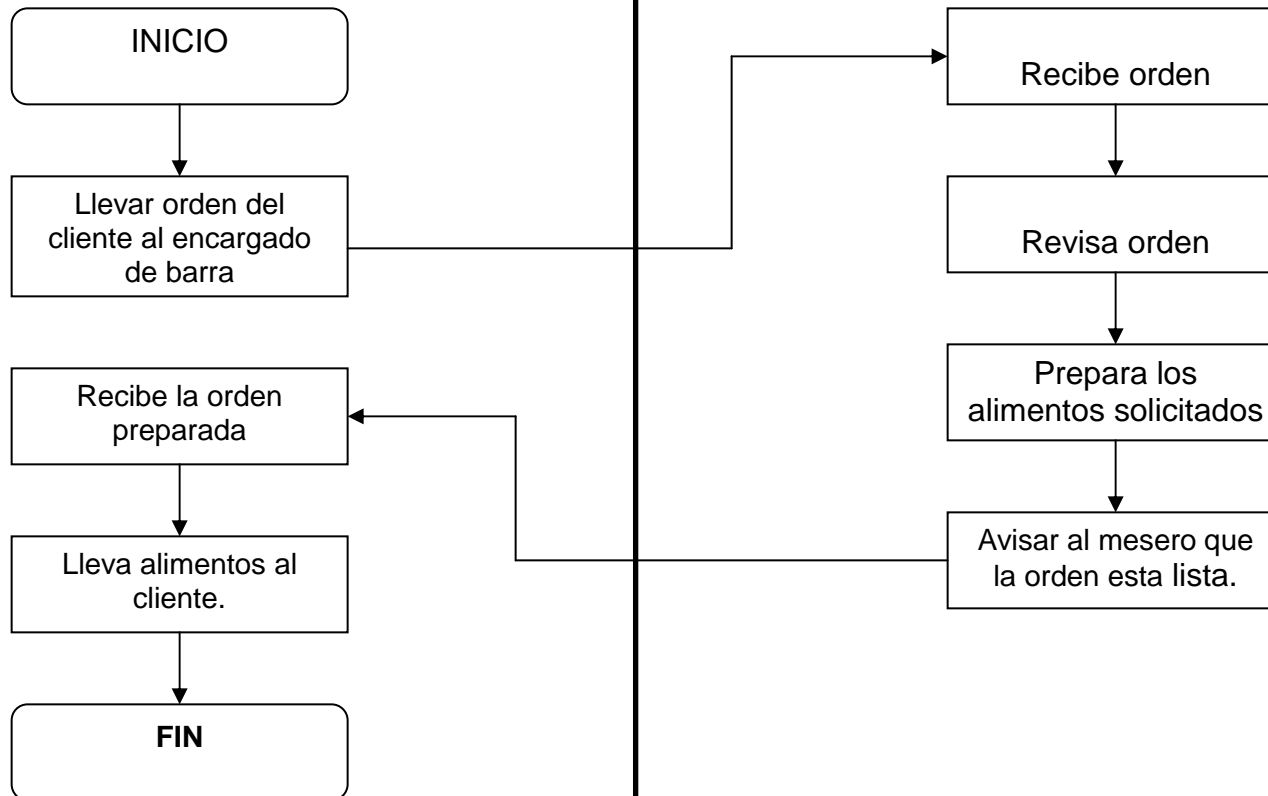 INICIO
Llevar orden del
cliente al encargado
de barra
Recibe orden
Revisa orden
Prepara los
alimentos solicitados
Avisar al mesero que
la orden esta lista.
Recibe la orden
preparada
Lleva alimentos al
cliente.
FIN